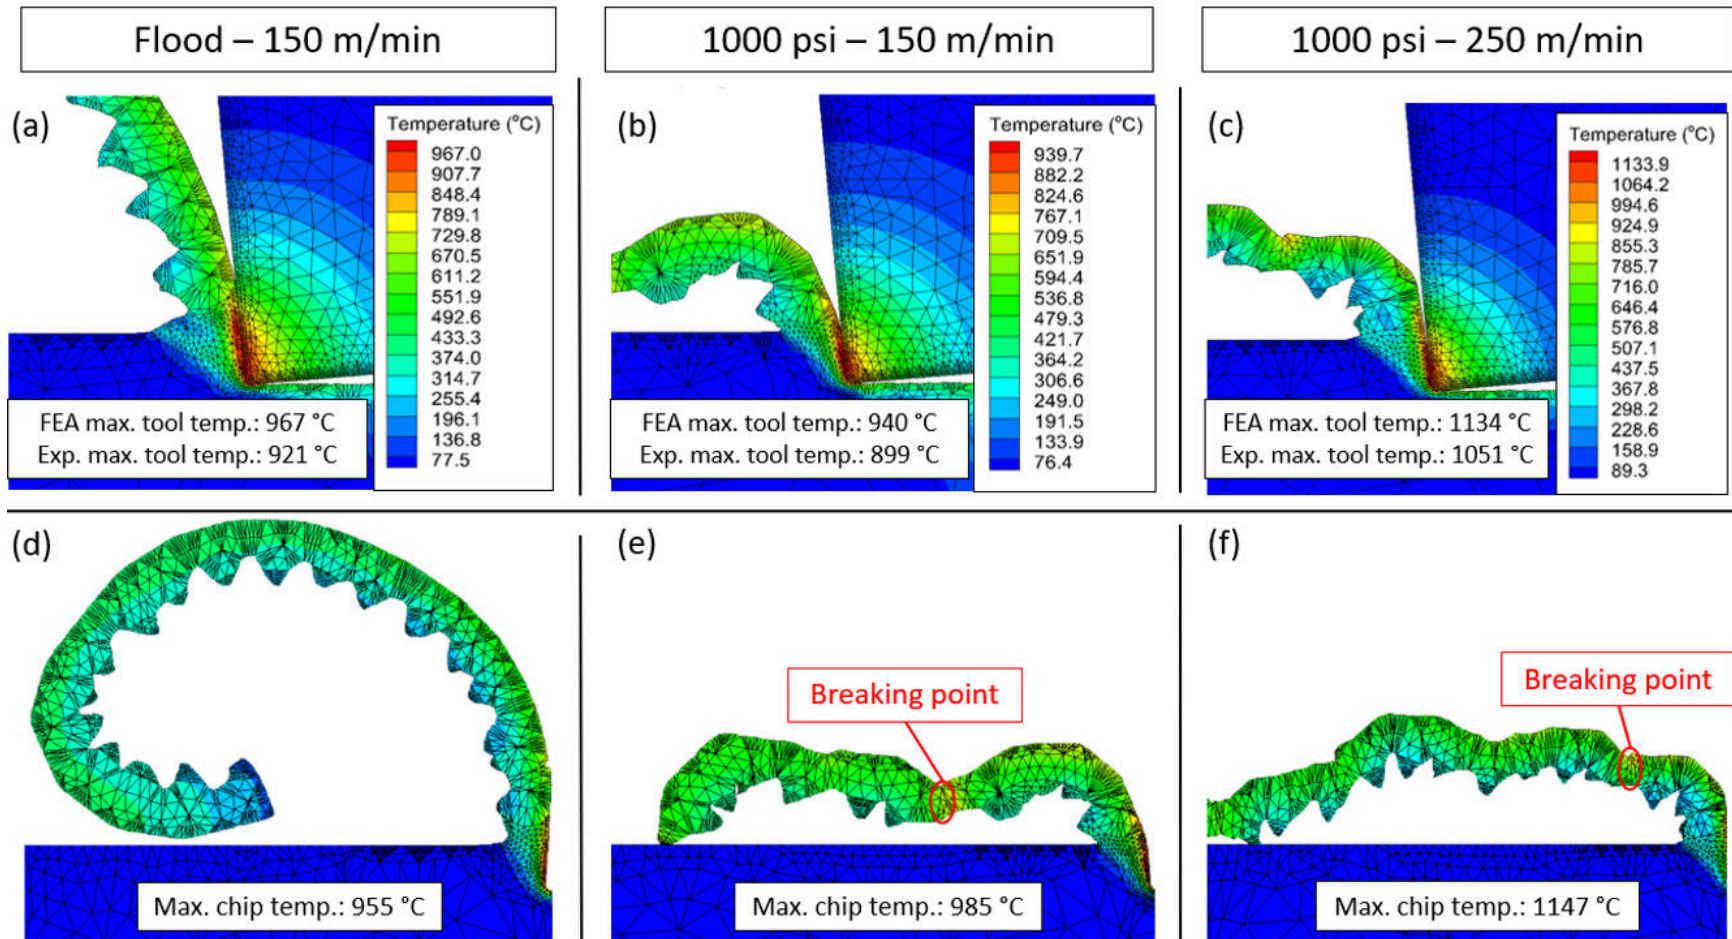 Flood – 150 m/min
1000 psi – 150 m/min
1000 psi – 250 m/min
(a)
Temperature (°C)
967.0
907.7
848.4
789.1
729.8
670.5
611.2
551.9
492.6
433.3
374.0
314.7
255.4
196.1
136.8
77.5
FEA max. tool temp.: 967 °C
Exp. max. tool temp.: 921 °C
(b)
Temperature (°C)
939.7
882.2
824.6
767.1
709.5
651.9
594.4
536.8
479.3
421.7
364.2
306.6
249.0
191.5
133.9
76.4
FEA max. tool temp.: 940 °C
Exp. max. tool temp.: 899 °C
(c)
Temperature (°C)
1133.9
1064.2
994.6
924.9
855.3
785.7
716.0
646.4
576.8
507.1
437.5
367.8
298.2
228.6
158.9
89.3
FEA max. tool temp.: 1134 °C
Exp. max. tool temp.: 1051 °C
(d)
Max. chip temp.: 955 °C
(e)
Breaking point
Max. chip temp.: 985 °C
(f)
Breaking point
Max. chip temp.: 1147 °C